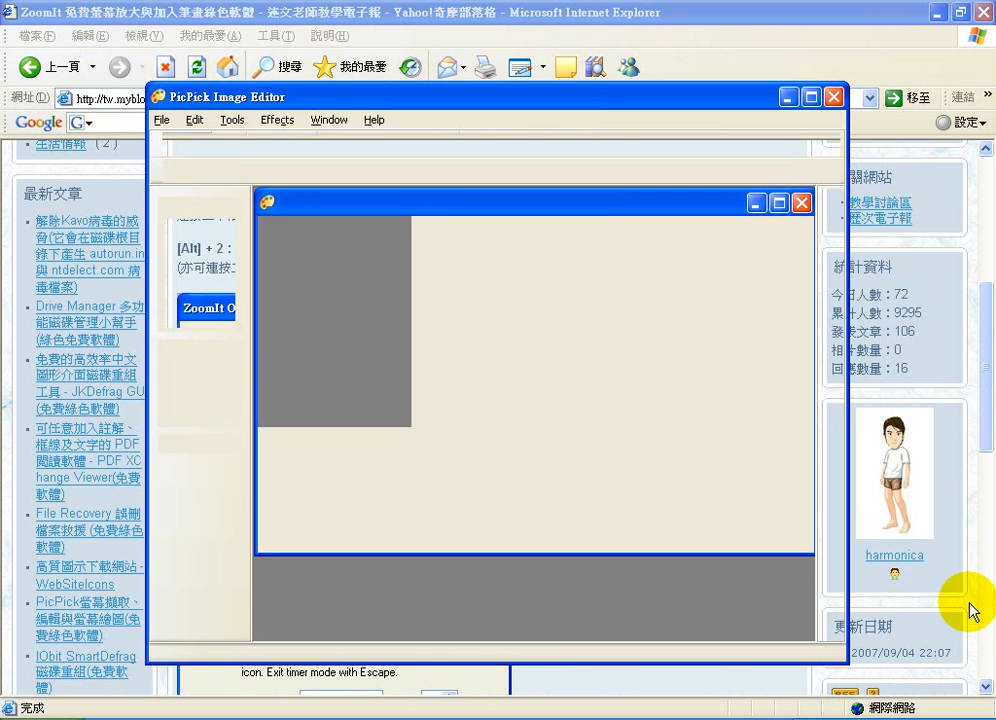 ZoomIt 免費螢幕放大與加入筆畫綠色軟體 - 達文老師教學電子報 - Yahoo!奇摩部落格 - Microsoft Internet Explorer
檔案(F) 編輯(E) 檢視(V) 我的最愛(A) 工具(T) 說明(H)
上一頁 搜尋 我的最愛
網址(D) http://tw.myblo 移至 連結 »
Google G 設定
PicPick Image Editor
File Edit Tools Effects Window Help
生活情報 (2)
最新文章
解除Kavo病毒的威
脅(它會在磁碟根目
錄下產生 autorun.in
與 ntdelect.com 病
毒檔案)
Drive Manager 多功
能磁碟管理小幫手
(綠色免費軟體)
免費的高效率中文
圖形介面磁碟重組
工具 - JKDefrag GU
(免費綠色軟體)
可任意加入註解、
框線及文字的 PDF
閱讀軟體 - PDF XC
hange Viewer(免費
軟體)
File Recovery 誤刪
檔案救援 (免費綠色
軟體)
高質圖示下載網站 -
WebSiteIcons
PicPick螢幕擷取、
編輯與螢幕繪圖(免
費綠色軟體)
IObit SmartDefrag
磁碟重組(免費軟
體)
[Alt] + 2 :
(亦可連按二
ZoomIt O
icon. Exit timer mode with Escape.
關網站
教學討論區
歷次電子報
統計資料
今日人數：72
累計人數：9295
發表文章：106
相片數量：0
回應數量：16
harmonica
更新日期
2007/09/04 22:07
RSS ?
完成
網際網路